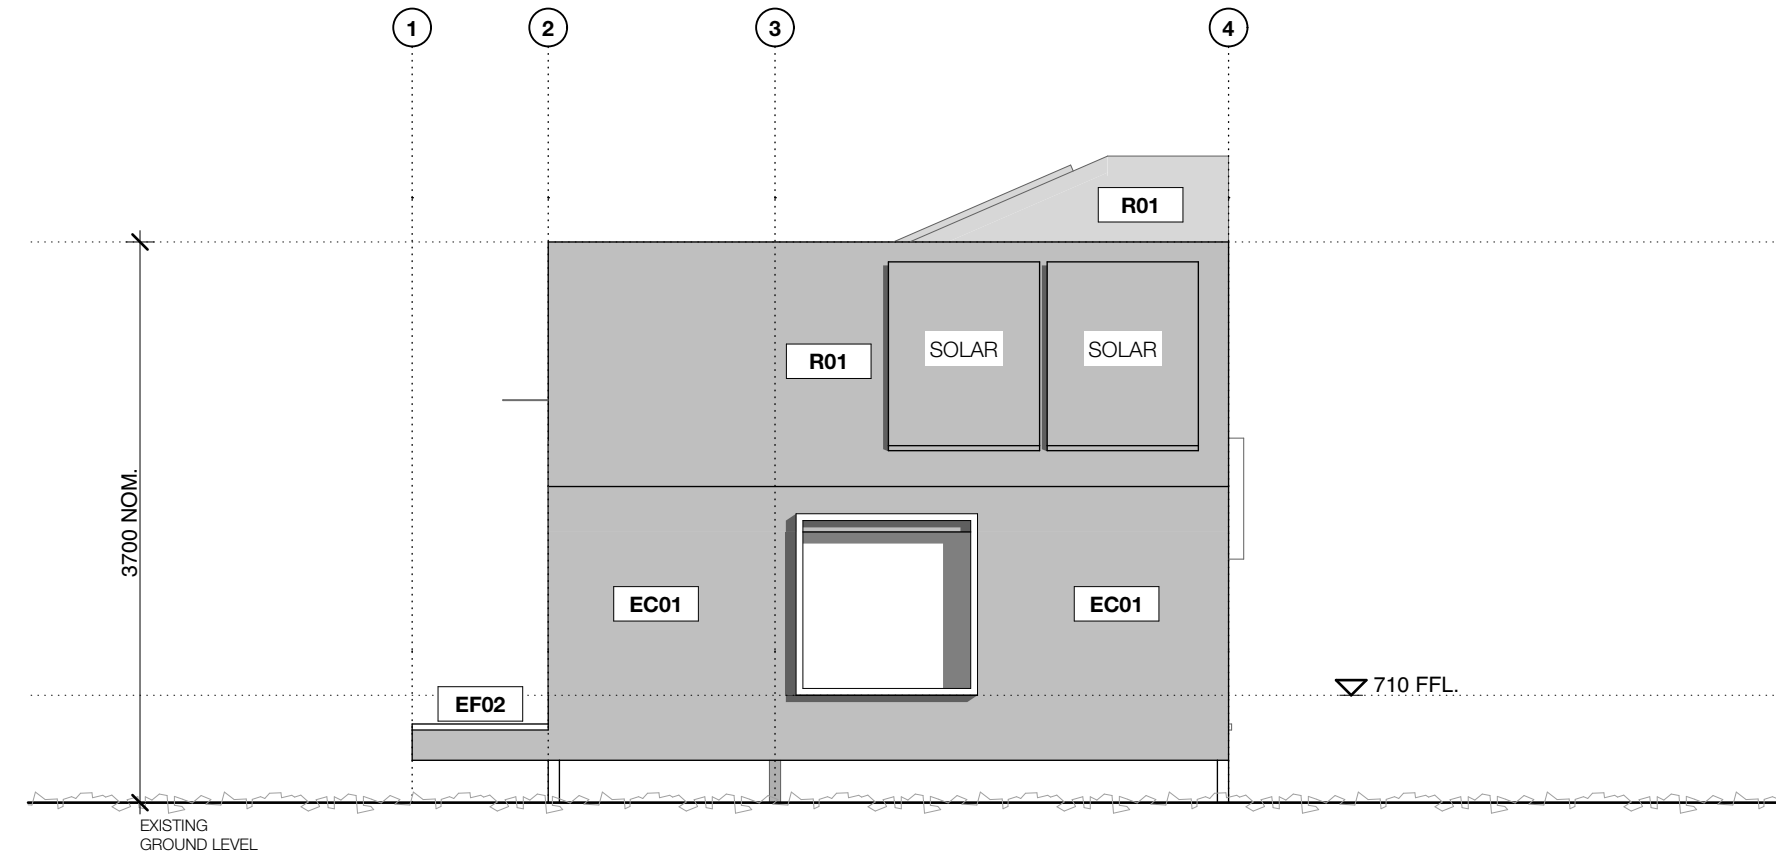 1
2
3
4
R01
R01
SOLAR
SOLAR
3700 NOM.
EC01
EC01
710 FFL.
EF02
EXISTING
GROUND LEVEL